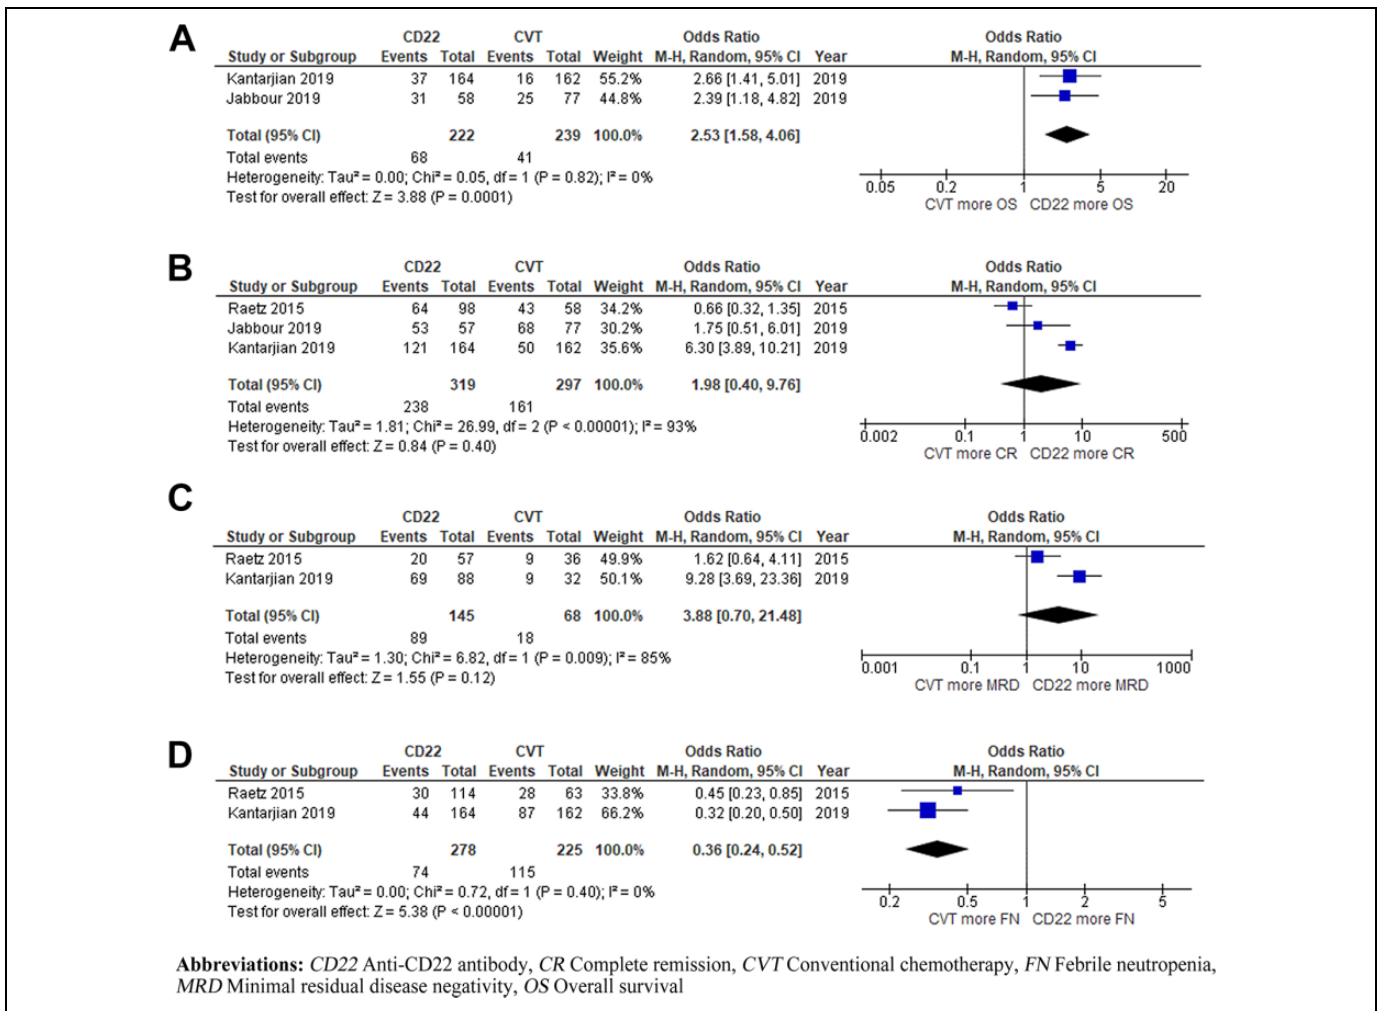 A
CD22 CVT Odds Ratio Odds Ratio
Study or Subgroup Events Total Events Total Weight M-H, Random, 95% CI Year M-H, Random, 95% CI
Kantarjian 2019 37 164 16 162 55.2% 2.66 [1.41, 5.01] 2019
Jabbour 2019 31 58 25 77 44.8% 2.39 [1.18, 4.82] 2019
Total (95% CI) 222 239 100.0% 2.53 [1.58, 4.06]
Total events 68 41
Heterogeneity: Tau² = 0.00; Chi² = 0.05, df = 1 (P = 0.82); I² = 0%
Test for overall effect: Z = 3.88 (P = 0.0001)
0.05 0.2 1 5 20
CVT more OS CD22 more OS
B
CD22 CVT Odds Ratio Odds Ratio
Study or Subgroup Events Total Events Total Weight M-H, Random, 95% CI Year M-H, Random, 95% CI
Raetz 2015 64 98 43 58 34.2% 0.66 [0.32, 1.35] 2015
Jabbour 2019 53 57 68 77 30.2% 1.75 [0.51, 6.01] 2019
Kantarjian 2019 121 164 50 162 35.6% 6.30 [3.89, 10.21] 2019
Total (95% CI) 319 297 100.0% 1.98 [0.40, 9.76]
Total events 238 161
Heterogeneity: Tau² = 1.81; Chi² = 26.99, df = 2 (P < 0.00001); I² = 93%
Test for overall effect: Z = 0.84 (P = 0.40)
0.002 0.1 1 10 500
CVT more CR CD22 more CR
C
CD22 CVT Odds Ratio Odds Ratio
Study or Subgroup Events Total Events Total Weight M-H, Random, 95% CI Year M-H, Random, 95% CI
Raetz 2015 20 57 9 36 49.9% 1.62 [0.64, 4.11] 2015
Kantarjian 2019 69 88 9 32 50.1% 9.28 [3.69, 23.36] 2019
Total (95% CI) 145 68 100.0% 3.88 [0.70, 21.48]
Total events 89 18
Heterogeneity: Tau² = 1.30; Chi² = 6.82, df = 1 (P = 0.009); I² = 85%
Test for overall effect: Z = 1.55 (P = 0.12)
0.001 0.1 1 10 1000
CVT more MRD CD22 more MRD
D
CD22 CVT Odds Ratio Odds Ratio
Study or Subgroup Events Total Events Total Weight M-H, Random, 95% CI Year M-H, Random, 95% CI
Raetz 2015 30 114 28 63 33.8% 0.45 [0.23, 0.85] 2015
Kantarjian 2019 44 164 87 162 66.2% 0.32 [0.20, 0.50] 2019
Total (95% CI) 278 225 100.0% 0.36 [0.24, 0.52]
Total events 74 115
Heterogeneity: Tau² = 0.00; Chi² = 0.72, df = 1 (P = 0.40); I² = 0%
Test for overall effect: Z = 5.38 (P < 0.00001)
0.2 0.5 1 2 5
CVT more FN CD22 more FN
Abbreviations: CD22 Anti-CD22 antibody, CR Complete remission, CVT Conventional chemotherapy, FN Febrile neutropenia,
MRD Minimal residual disease negativity, OS Overall survival